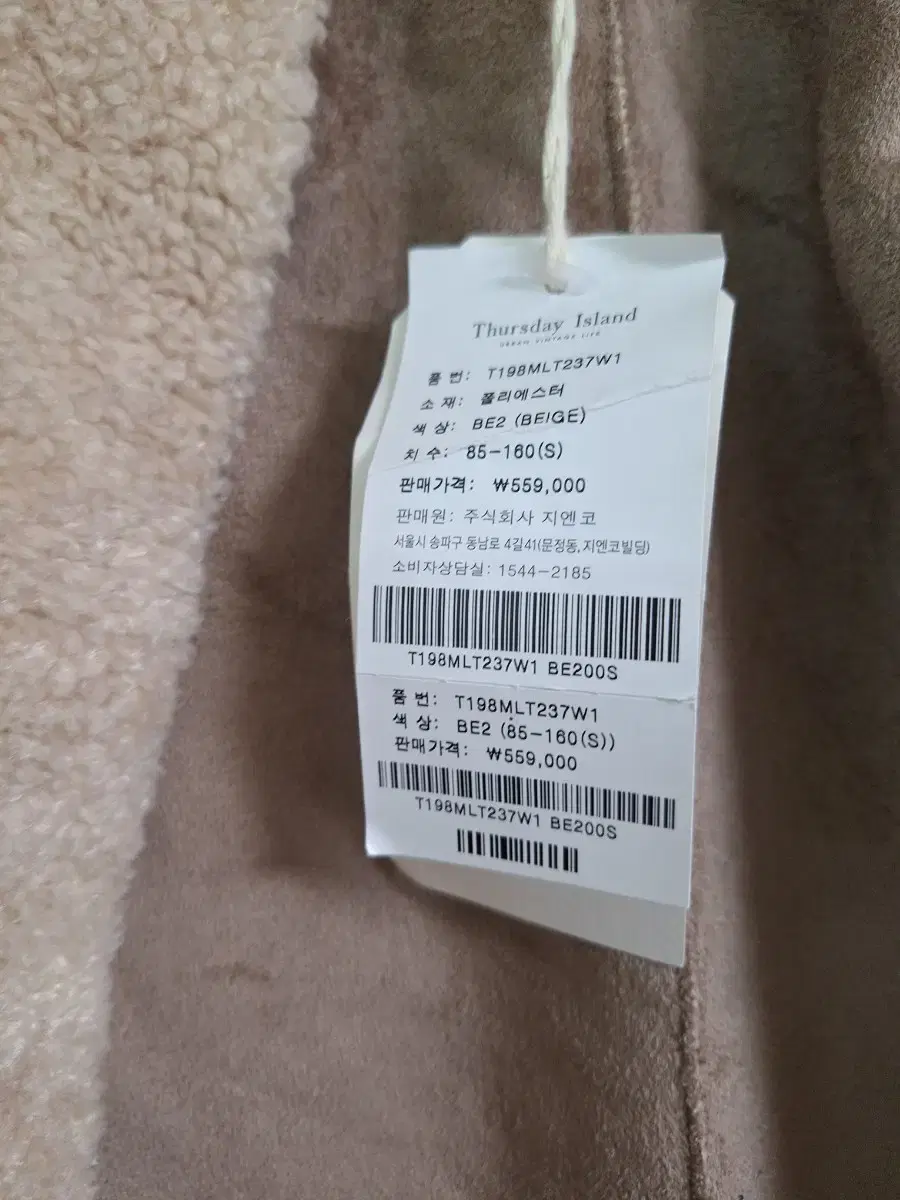 Thursday Island
URBAN VINTAGE LIFE
품 번: T198MLT237W1
소 재: 폴리에스터
색 상: BE2 (BEIGE)
치 수: 85-160(S)
판매가격: ₩559,000
판매원: 주식회사 지엔코
서울시 송파구 동남로 4길41(문정동,지엔코빌딩)
소비자상담실: 1544-2185
T198MLT237W1 BE200S
품 번: T198MLT237W1
색 상: BE2 (85-160(S))
판매가격: ₩559,000
T198MLT237W1 BE200S